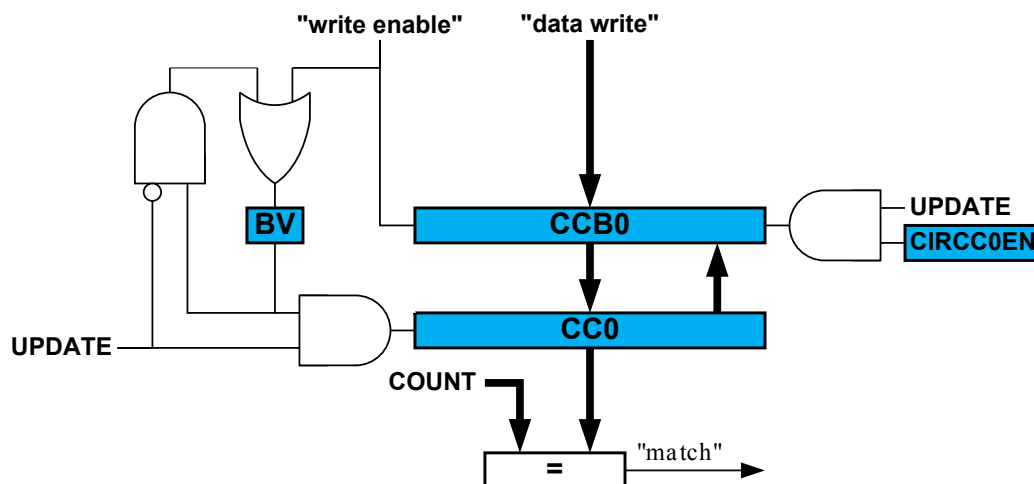 "write enable"
"data write"
BV
CCB0
UPDATE
CIRCC0EN
UPDATE
CC0
COUNT
=
"match"